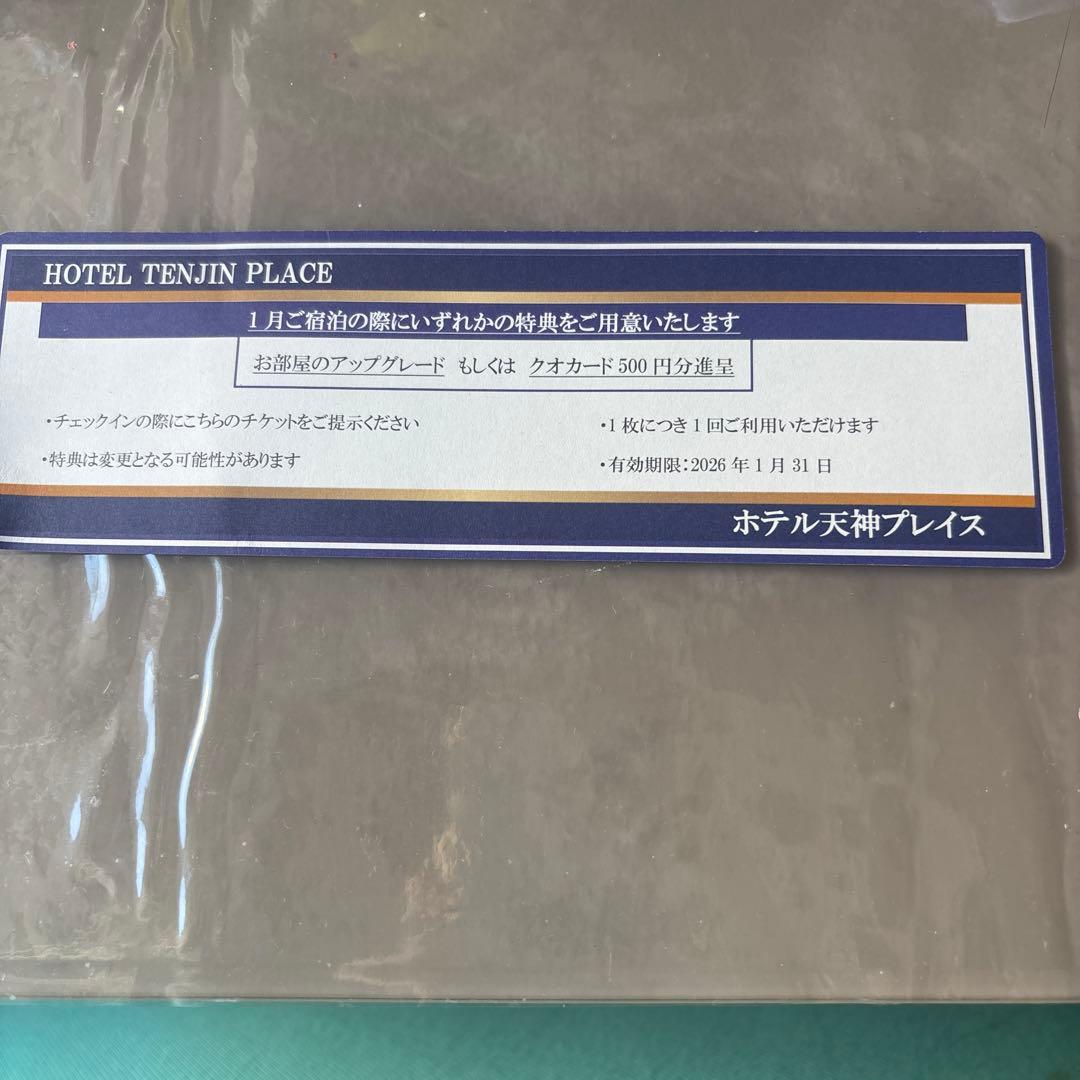 HOTEL TENJIN PLACE
1月ご宿泊の際にいずれかの特典をご用意いたします
お部屋のアップグレード もしくは クオカード500円分進呈
・チェックインの際にこちらのチケットをご提示ください
・1枚につき1回ご利用いただけます
・特典は変更となる可能性があります
・有効期限：2026年1月31日
ホテル天神プレイス